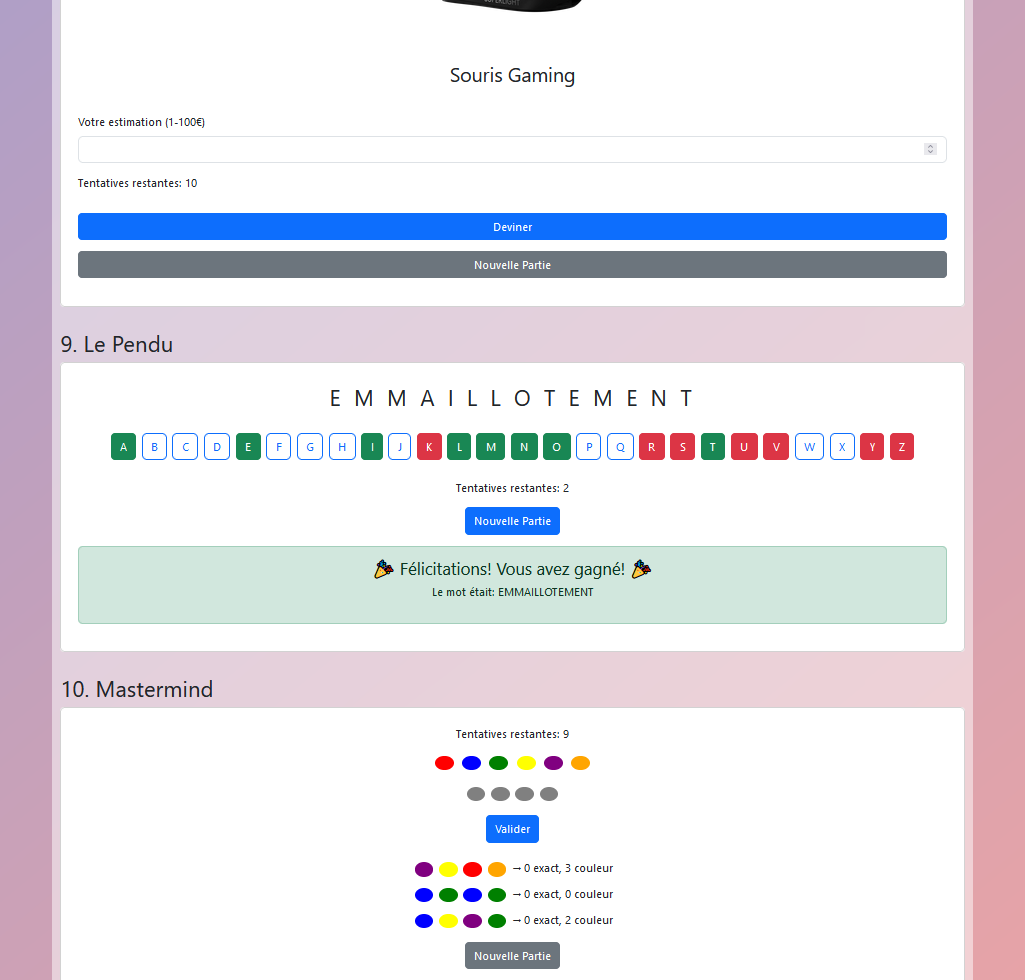 SUPERLIGHT
Souris Gaming
Votre estimation (1-100€)
Tentatives restantes: 10
Deviner
Nouvelle Partie
9. Le Pendu
E M M A I L L O T E M E N T
A B C D E F G H I J K L M N O P Q R S T U V W X Y Z
Tentatives restantes: 2
Nouvelle Partie
Félicitations! Vous avez gagné!
Le mot était: EMMAILLOTEMENT
10. Mastermind
Tentatives restantes: 9
Valider
→ 0 exact, 3 couleur
→ 0 exact, 0 couleur
→ 0 exact, 2 couleur
Nouvelle Partie